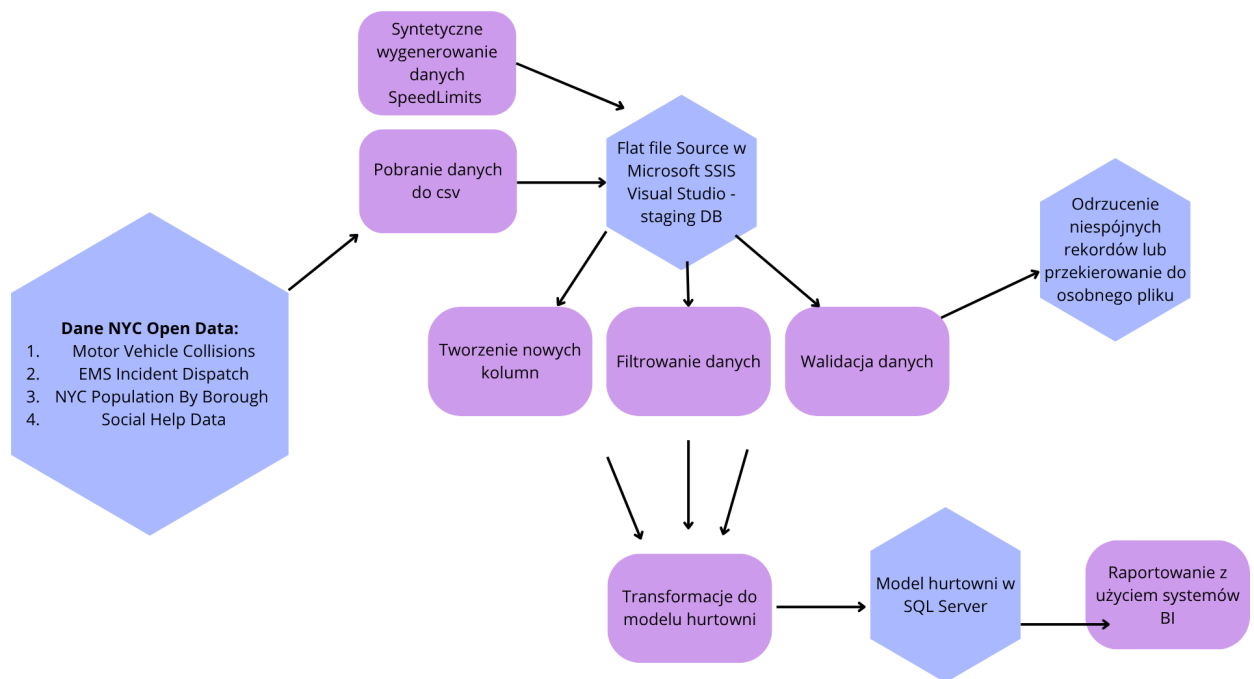 Syntetyczne
wygenerowanie
danych
SpeedLimits
Pobranie danych
do csv
Flat file Source w
Microsoft SSIS
Visual Studio -
staging DB
Odrzucenie
niespójnych
rekordów lub
przekierowanie do
osobnego pliku
Dane NYC Open Data:
1. Motor Vehicle Collisions
2. EMS Incident Dispatch
3. NYC Population By Borough
4. Social Help Data
Tworzenie nowych
kolumn
Filtrowanie danych
Walidacja danych
Transformacje do
modelu hurtowni
Model hurtowni w
SQL Server
Raportowanie z
użyciem systemów
BI